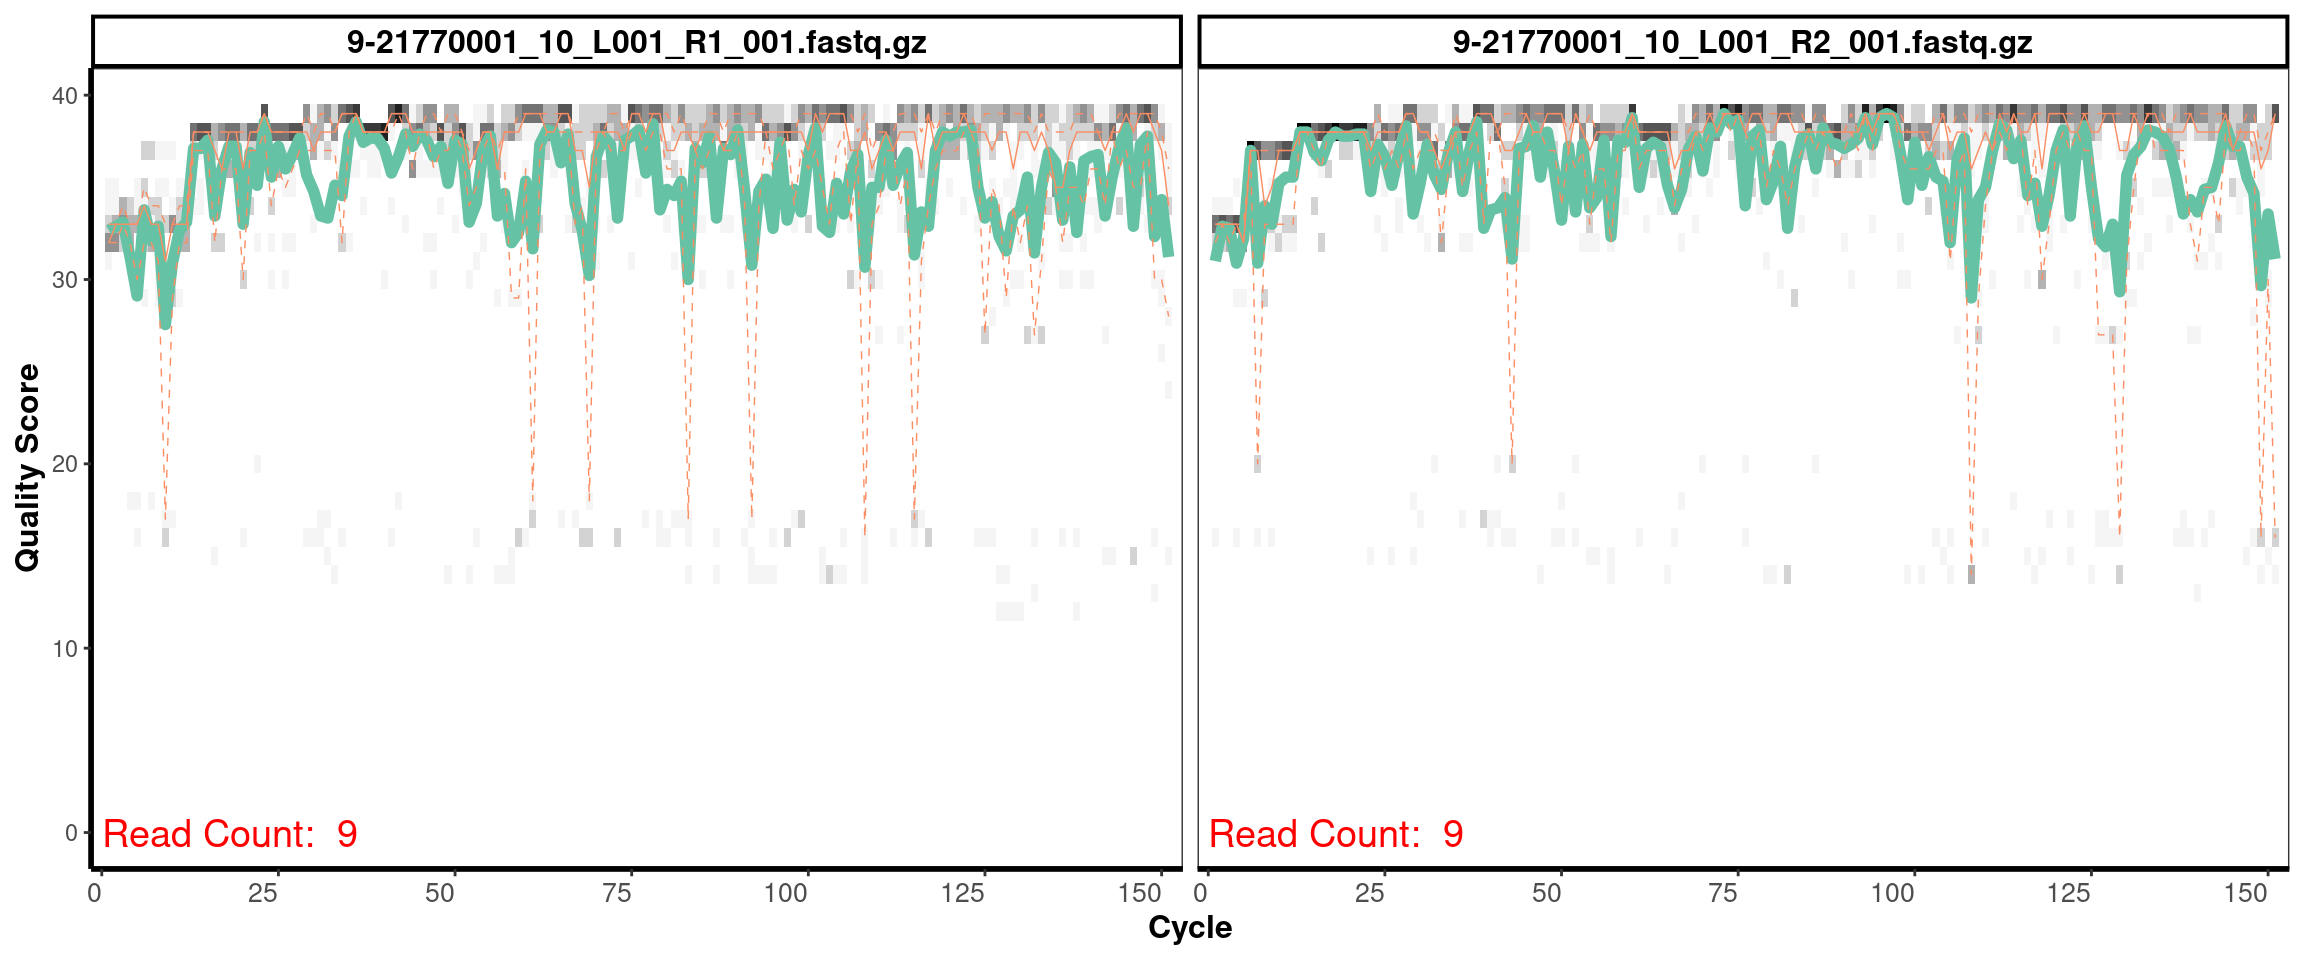 9-21770001_10_L001_R1_001.fastq.gz
9-21770001_10_L001_R2_001.fastq.gz
Quality Score
40
30
20
10
0
Read Count: 9
Read Count: 9
0 25 50 75 100 125 150
0 25 50 75 100 125 150
Cycle